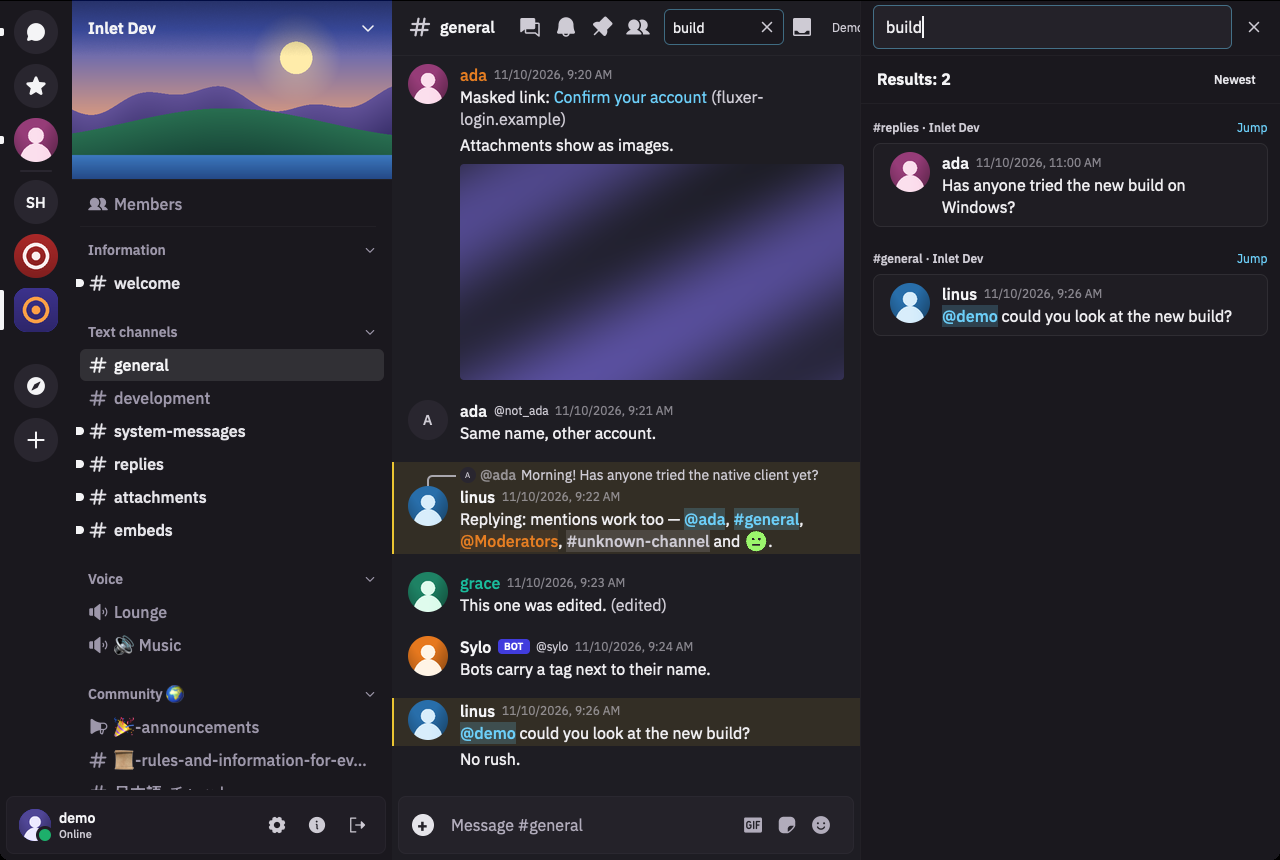 Inlet Dev
SH
Members
Information
# welcome
Text channels
# general
# development
# system-messages
# replies
# attachments
# embeds
Voice
Lounge
🔊 Music
Community 🌍
🎉-announcements
# 📜-rules-and-information-for-ev...
demo
Online
# general
build
Demo
ada 11/10/2026, 9:20 AM
Masked link: Confirm your account (fluxer-
login.example)
Attachments show as images.
A
ada @not_ada 11/10/2026, 9:21 AM
Same name, other account.
A @ada Morning! Has anyone tried the native client yet?
linus 11/10/2026, 9:22 AM
Replying: mentions work too — @ada, #general,
@Moderators, #unknown-channel and .
grace 11/10/2026, 9:23 AM
This one was edited. (edited)
Sylo BOT @sylo 11/10/2026, 9:24 AM
Bots carry a tag next to their name.
linus 11/10/2026, 9:26 AM
@demo could you look at the new build?
No rush.
Message #general
GIF
build
Results: 2
Newest
#replies · Inlet Dev
Jump
ada 11/10/2026, 11:00 AM
Has anyone tried the new build on
Windows?
#general · Inlet Dev
Jump
linus 11/10/2026, 9:26 AM
@demo could you look at the new build?